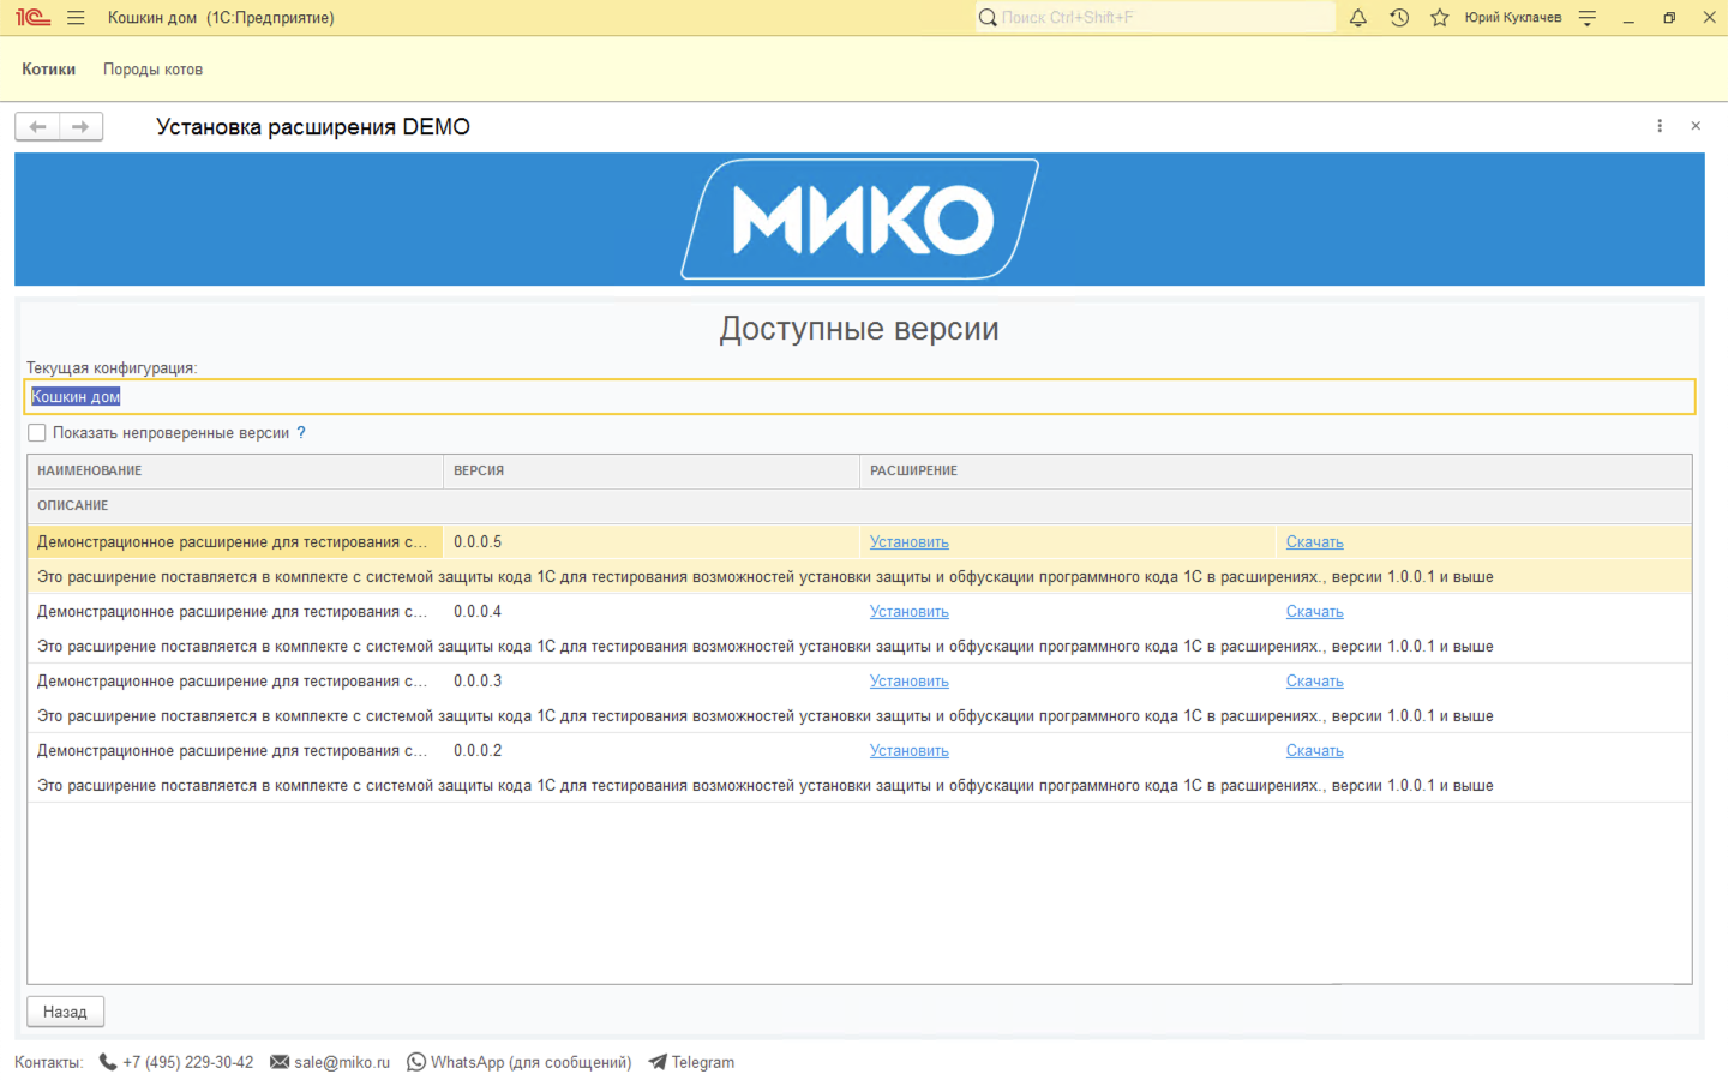 1С Кошкин дом (1С:Предприятие) Поиск Ctrl+Shift+F Юрий Куклачев
Котики Породы котов
Установка расширения DEMO
МИКО
Доступные версии
Текущая конфигурация:
Кошкин дом
Показать непроверенные версии ?
НАИМЕНОВАНИЕ ВЕРСИЯ РАСШИРЕНИЕ
ОПИСАНИЕ
Демонстрационное расширение для тестирования с... 0.0.0.5 Установить Скачать
Это расширение поставляется в комплекте с системой защиты кода 1С для тестирования возможностей установки защиты и обфускации программного кода 1С в расширениях., версии 1.0.0.1 и выше
Демонстрационное расширение для тестирования с... 0.0.0.4 Установить Скачать
Это расширение поставляется в комплекте с системой защиты кода 1С для тестирования возможностей установки защиты и обфускации программного кода 1С в расширениях., версии 1.0.0.1 и выше
Демонстрационное расширение для тестирования с... 0.0.0.3 Установить Скачать
Это расширение поставляется в комплекте с системой защиты кода 1С для тестирования возможностей установки защиты и обфускации программного кода 1С в расширениях., версии 1.0.0.1 и выше
Демонстрационное расширение для тестирования с... 0.0.0.2 Установить Скачать
Это расширение поставляется в комплекте с системой защиты кода 1С для тестирования возможностей установки защиты и обфускации программного кода 1С в расширениях., версии 1.0.0.1 и выше
Назад
Контакты: +7 (495) 229-30-42 sale@miko.ru WhatsApp (для сообщений) Telegram